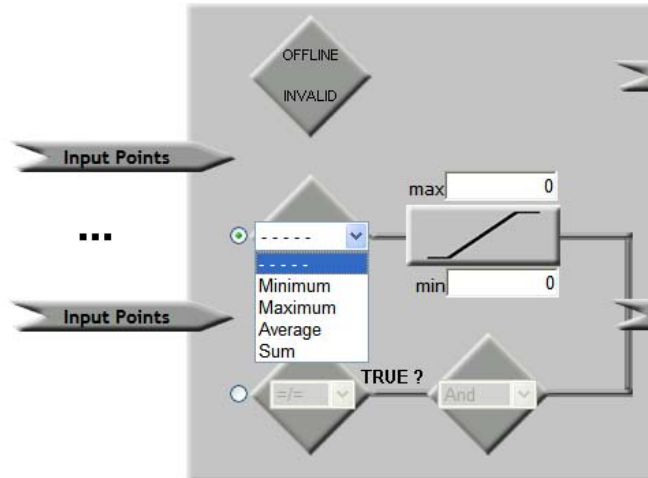 OFFLINE
INVALID
Input Points
max 0
...
- - - - -
- - - - -
Minimum
Maximum
Average
Sum
min 0
Input Points
TRUE ?
=/=
And